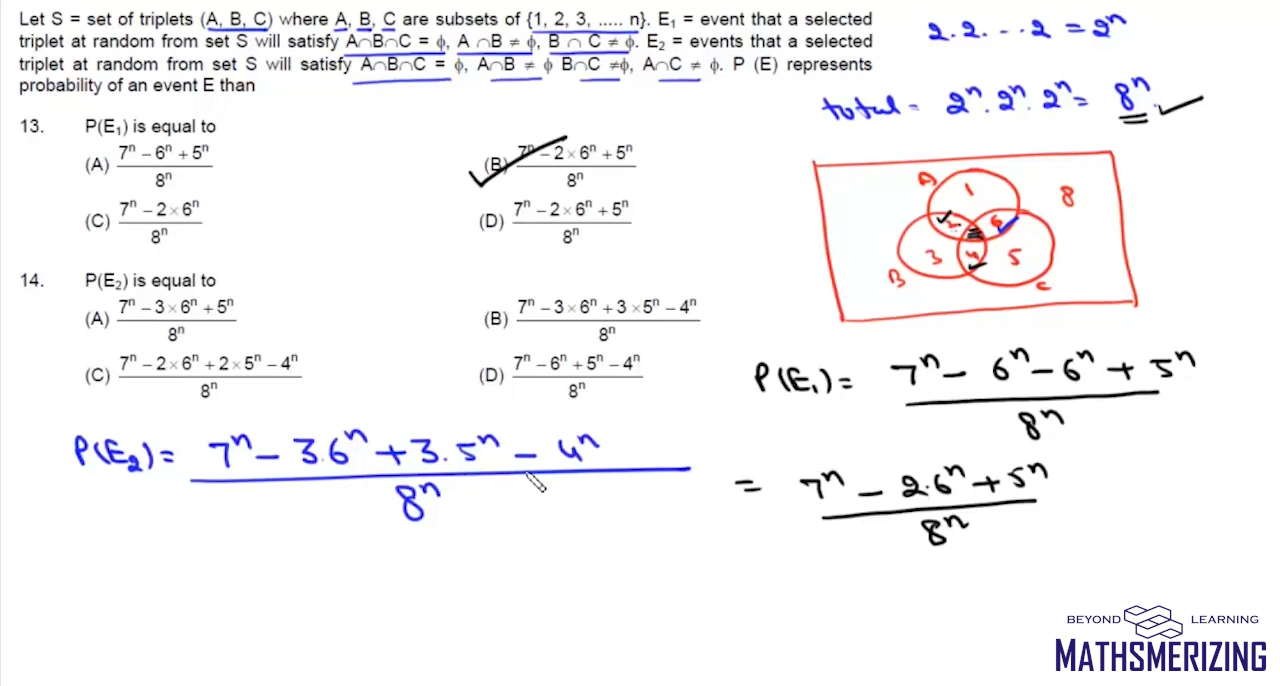 Let S = set of triplets (A, B, C) where A, B, C are subsets of {1, 2, 3, ..... n}. E₁ = event that a selected
triplet at random from set S will satisfy A∩B∩C = ϕ, A ∩B ≠ ϕ, B ∩ C ≠ ϕ. E₂ = events that a selected
triplet at random from set S will satisfy A∩B∩C = ϕ, A∩B ≠ ϕ B∩C ≠ϕ, A∩C ≠ ϕ. P (E) represents
probability of an event E than
2.2. ... 2 = 2ⁿ
total = 2ⁿ. 2ⁿ. 2ⁿ = 8ⁿ.
13. P(E₁) is equal to
(A) (7ⁿ − 6ⁿ + 5ⁿ)/8ⁿ
(B) (7ⁿ − 2 × 6ⁿ + 5ⁿ)/8ⁿ
(C) (7ⁿ − 2 × 6ⁿ)/8ⁿ
(D) (7ⁿ − 2 × 6ⁿ + 5ⁿ)/8ⁿ
14. P(E₂) is equal to
(A) (7ⁿ − 3 × 6ⁿ + 5ⁿ)/8ⁿ
(B) (7ⁿ − 3 × 6ⁿ + 3 × 5ⁿ − 4ⁿ)/8ⁿ
(C) (7ⁿ − 2 × 6ⁿ + 2 × 5ⁿ − 4ⁿ)/8ⁿ
(D) (7ⁿ − 6ⁿ + 5ⁿ − 4ⁿ)/8ⁿ
A 1 8
2 6
B 3 4 5 C
P(E₁) = (7ⁿ − 6ⁿ − 6ⁿ + 5ⁿ)/8ⁿ
= (7ⁿ − 2.6ⁿ + 5ⁿ)/8ⁿ
P(E₂) = (7ⁿ − 3.6ⁿ + 3.5ⁿ − 4ⁿ)/8ⁿ
BEYOND LEARNING
MATHSMERIZING